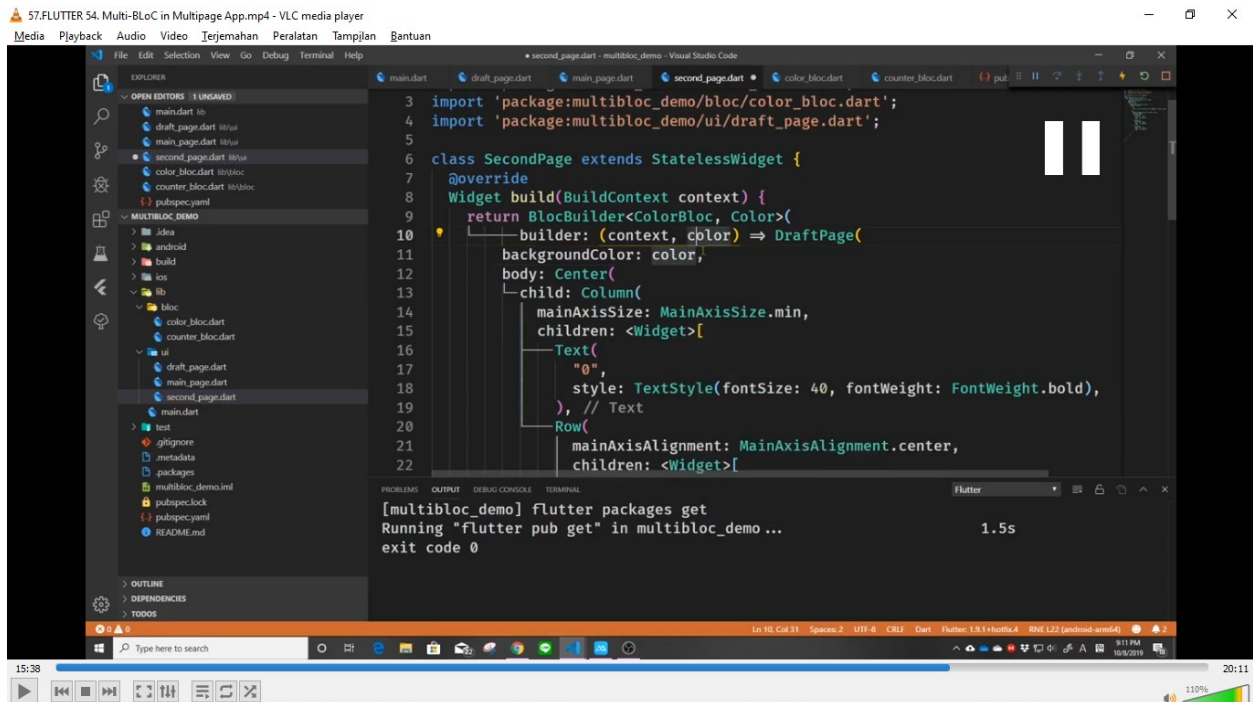 57.FLUTTER 54. Multi-BLoC in Multipage App.mp4 - VLC media player
Media Playback Audio Video Terjemahan Peralatan Tampilan Bantuan
File Edit Selection View Go Debug Terminal Help
● second_page.dart - multibloc_demo - Visual Studio Code
EXPLORER
main.dart draft_page.dart main_page.dart second_page.dart ● color_bloc.dart counter_bloc.dart {} pub
OPEN EDITORS 1 UNSAVED
main.dart lib
draft_page.dart lib\ui
main_page.dart lib\ui
● second_page.dart lib\ui
color_bloc.dart lib\bloc
counter_bloc.dart lib\bloc
{} pubspec.yaml
MULTIBLOC_DEMO
> .idea
> android
> build
> ios
lib
bloc
color_bloc.dart
counter_bloc.dart
ui
draft_page.dart
main_page.dart
second_page.dart
main.dart
> test
.gitignore
.metadata
.packages
multibloc_demo.iml
pubspec.lock
{} pubspec.yaml
README.md
> OUTLINE
> DEPENDENCIES
> TODOS
3 import 'package:multibloc_demo/bloc/color_bloc.dart';
4 import 'package:multibloc_demo/ui/draft_page.dart';
5
6 class SecondPage extends StatelessWidget {
7 @override
8 Widget build(BuildContext context) {
9 return BlocBuilder<ColorBloc, Color>(
10 builder: (context, color) => DraftPage(
11 backgroundColor: color,
12 body: Center(
13 child: Column(
14 mainAxisSize: MainAxisSize.min,
15 children: <Widget>[
16 Text(
17 "0",
18 style: TextStyle(fontSize: 40, fontWeight: FontWeight.bold),
19 ), // Text
20 Row(
21 mainAxisAlignment: MainAxisAlignment.center,
22 children: <Widget>[
PROBLEMS OUTPUT DEBUG CONSOLE TERMINAL
Flutter
[multibloc_demo] flutter packages get
Running "flutter pub get" in multibloc_demo... 1.5s
exit code 0
0 0
Ln 10, Col 31 Spaces: 2 UTF-8 CRLF Dart Flutter: 1.9.1+hotfix.4 RNE L22 (android-arm64) 2
Type here to search
9:11 PM
10/8/2019
15:38
20:11
110%